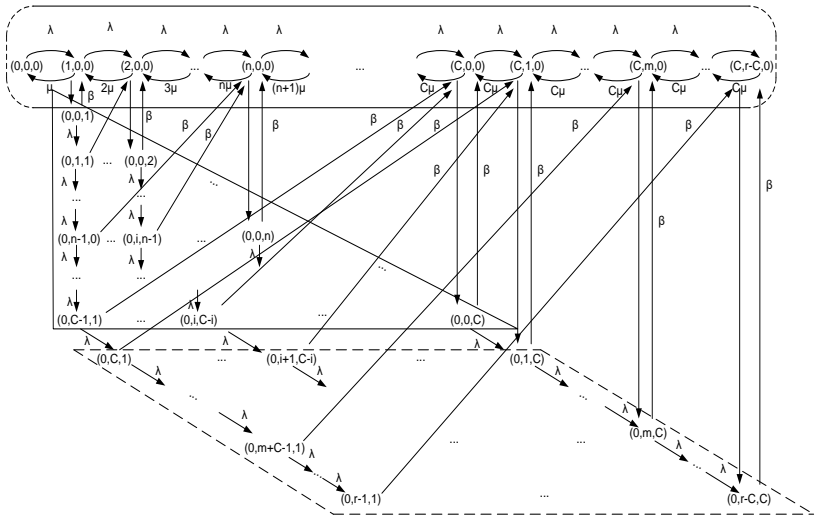 λ λ λ λ λ λ λ λ λ
(0,0,0) (1,0,0) (2,0,0) ... (n,0,0) ... ... (C,0,0) (C,1,0) ... (C,m,0) ... (C,r-C,0)
μ 2μ 3μ nμ (n+1)μ Cμ Cμ Cμ Cμ Cμ Cμ
β
(0,0,1) β β β β β β
λ β β
(0,1,1) ... (0,0,2)
λ λ β β β β
... ... ... β
λ λ
(0,n-1,0) ... (0,i,n-1) ... (0,0,n) β
λ λ λ
... ... ... ...
λ λ
(0,C-1,1) ... (0,i,C-i) ... (0,0,C)
λ λ λ
(0,C,1) ... (0,i+1,C-i) ... (0,1,C)
λ λ λ
... ...
λ λ
(0,m+C-1,1) ... ... (0,m,C)
λ λ
... ...
λ λ
(0,r-1,1) ... (0,r-C,C)